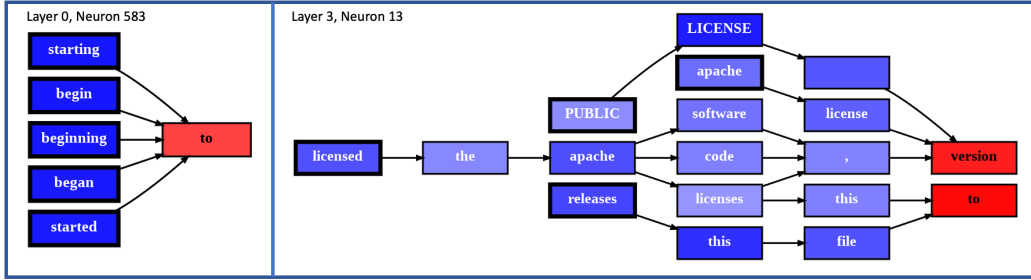 Layer 0, Neuron 583
starting
begin
beginning
began
started
to
Layer 3, Neuron 13
licensed
the
PUBLIC
apache
releases
LICENSE
apache
software
code
licenses
this
license
,
this
file
version
to